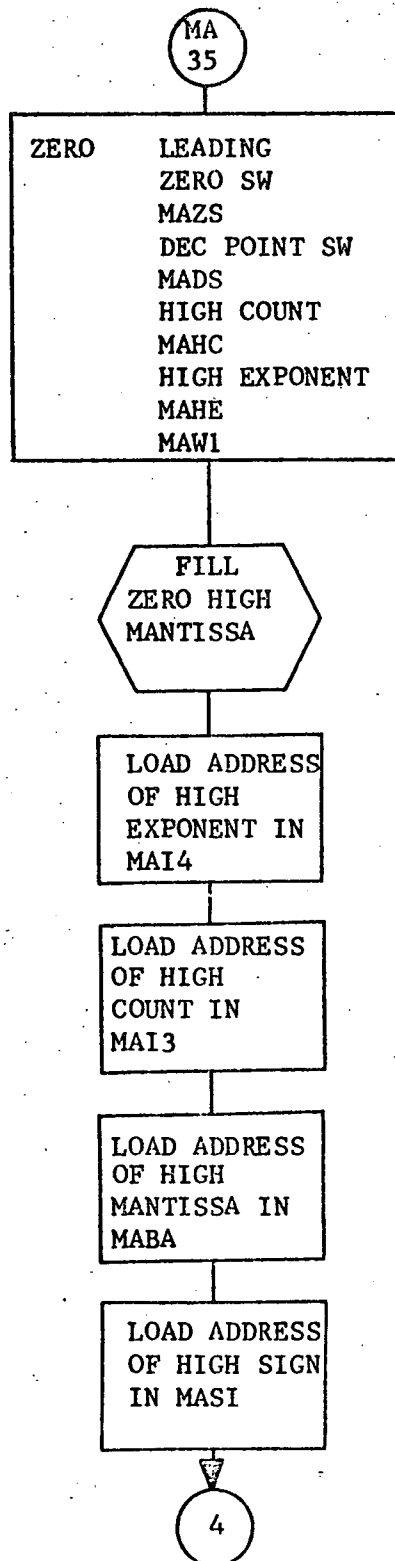 MA
35
ZERO LEADING
ZERO SW
MAZS
DEC POINT SW
MADS
HIGH COUNT
MAHC
HIGH EXPONENT
MAHE
MAW1
FILL
ZERO HIGH
MANTISSA
LOAD ADDRESS
OF HIGH
EXPONENT IN
MAI4
LOAD ADDRESS
OF HIGH
COUNT IN
MAI3
LOAD ADDRESS
OF HIGH
MANTISSA IN
MABA
LOAD ADDRESS
OF HIGH SIGN
IN MASI
4